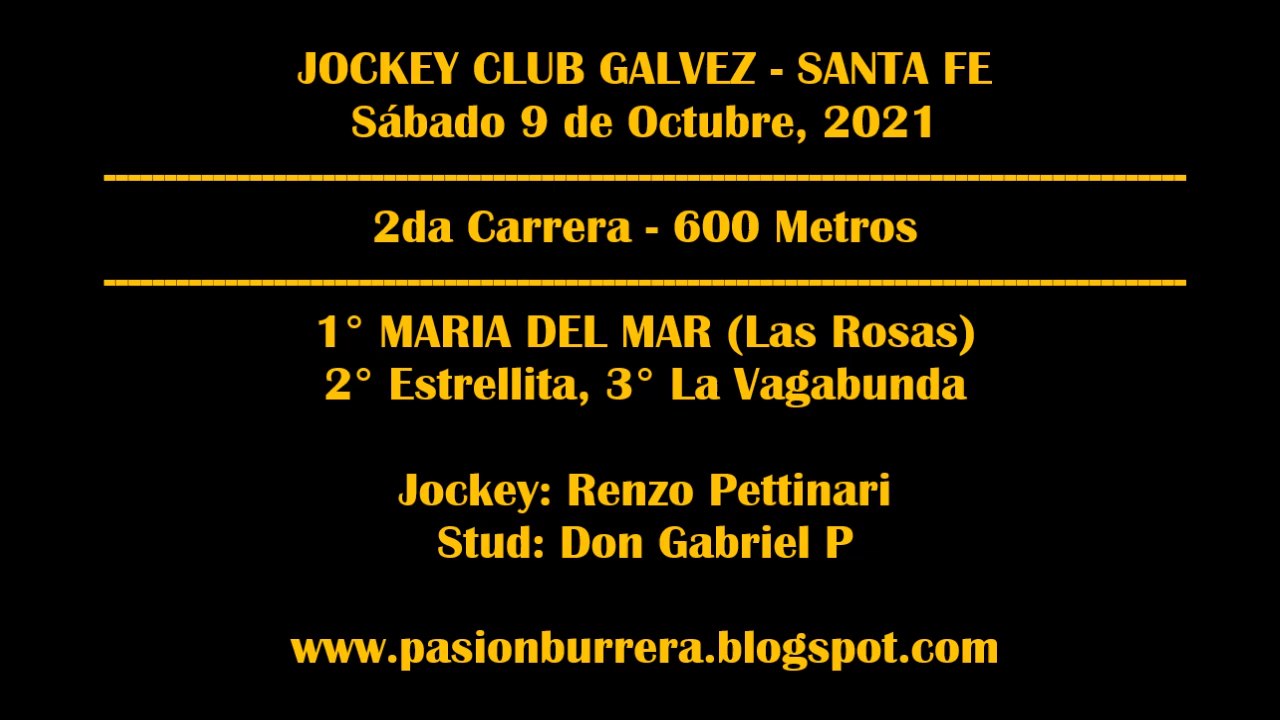 JOCKEY CLUB GALVEZ - SANTA FE
Sábado 9 de Octubre, 2021
2da Carrera - 600 Metros
1° MARIA DEL MAR (Las Rosas)
2° Estrellita, 3° La Vagabunda
Jockey: Renzo Pettinari
Stud: Don Gabriel P
www.pasionburrera.blogspot.com